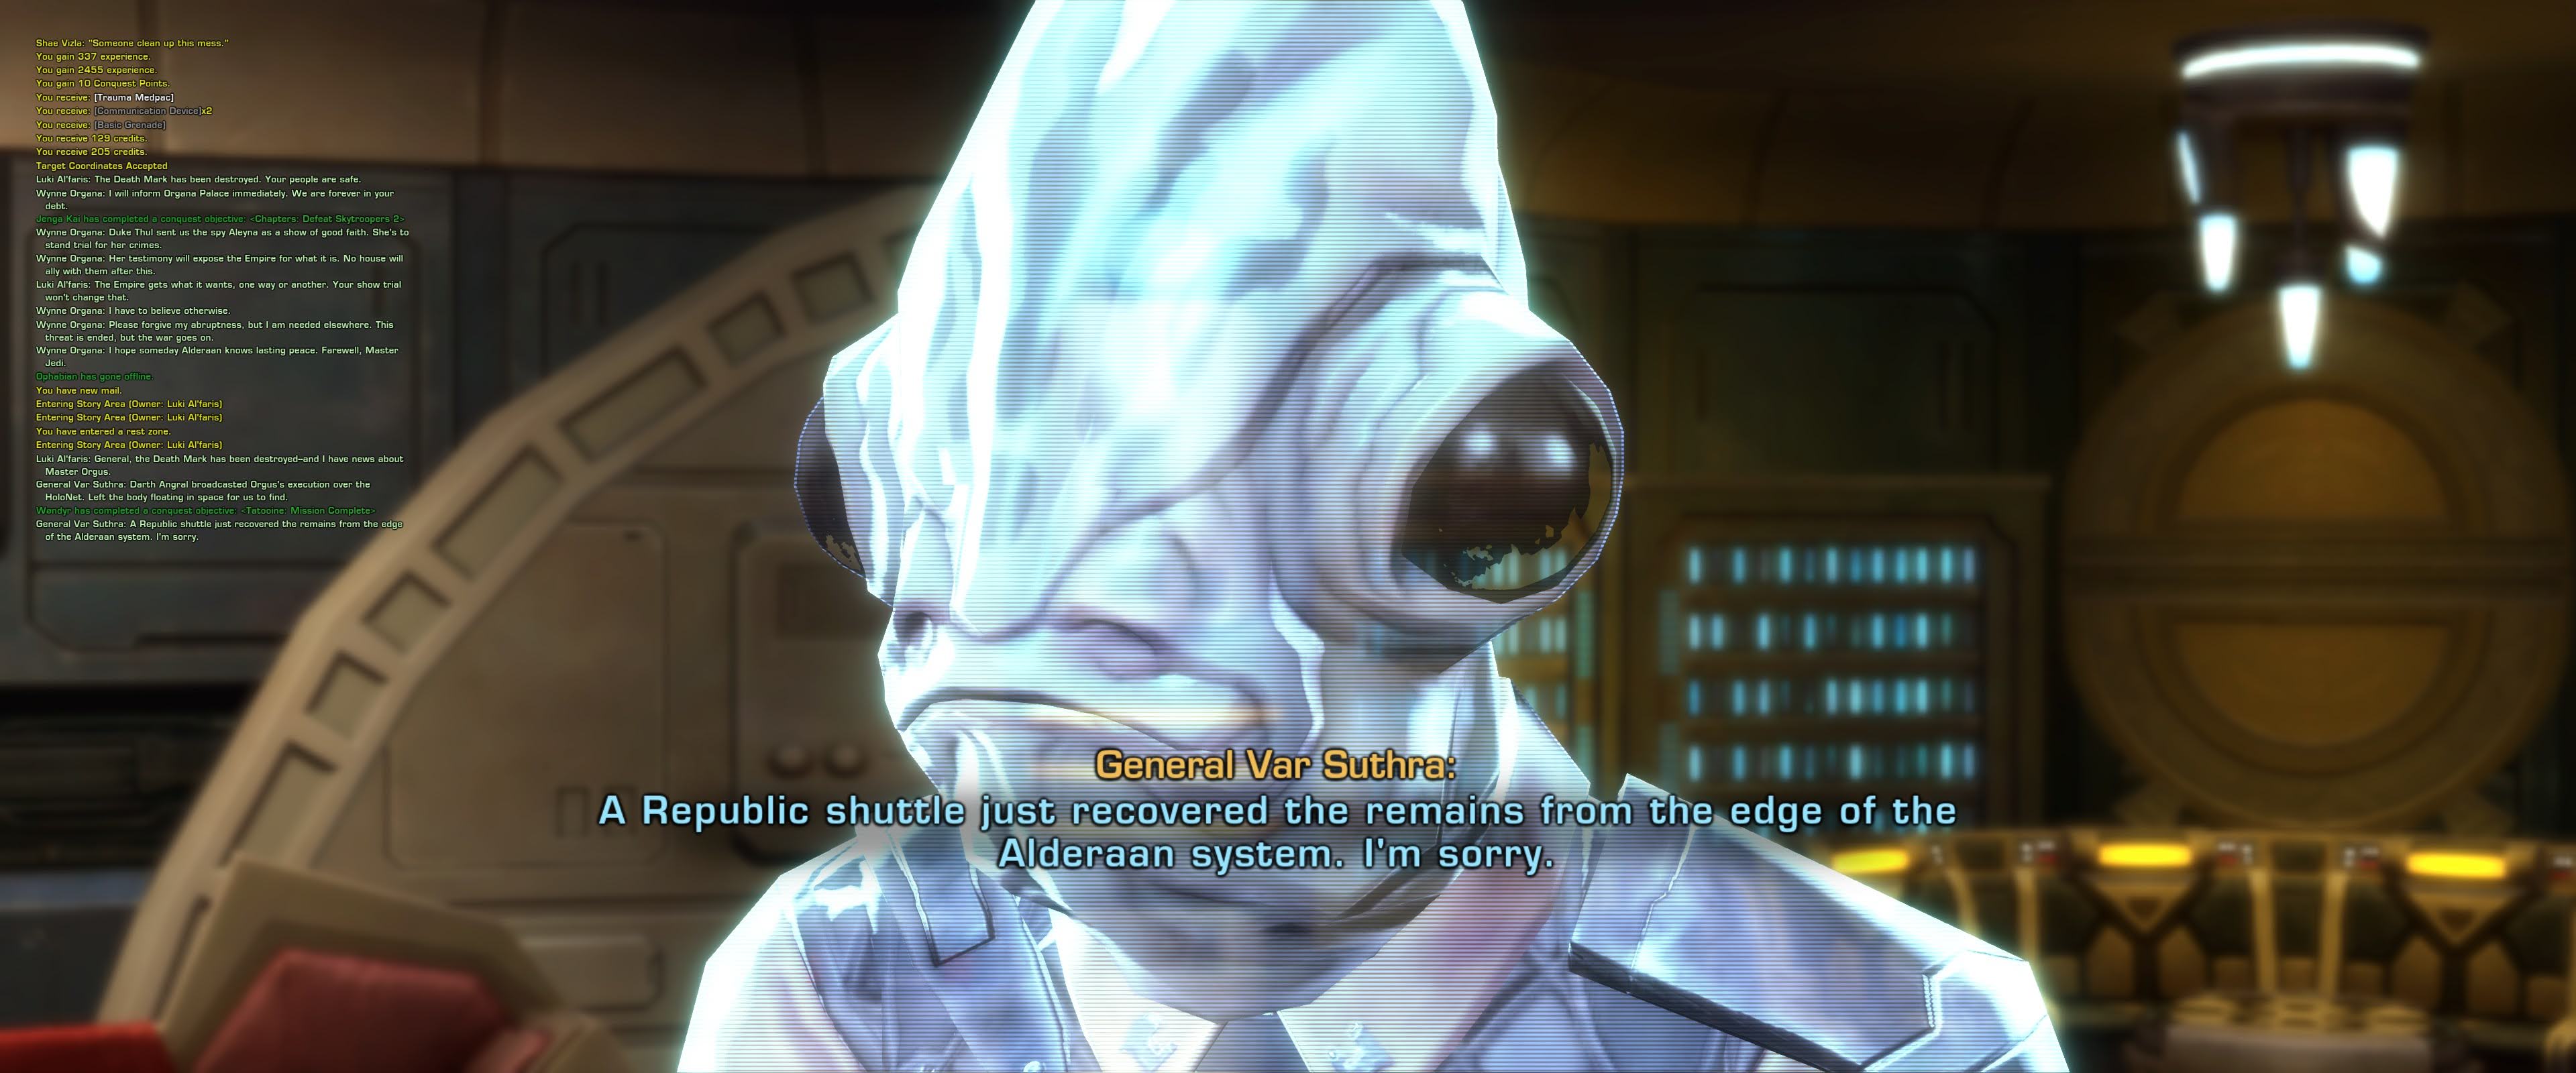 Shae Vizla: "Someone clean up this mess."
You gain 337 experience.
You gain 2455 experience.
You gain 10 Conquest Points.
You receive: [Trauma Medpac]
You receive: [Communication Device]x2
You receive: [Basic Grenade]
You receive 129 credits.
You receive 205 credits.
Target Coordinates Accepted
Luki Al'faris: The Death Mark has been destroyed. Your people are safe.
Wynne Organa: I will inform Organa Palace immediately. We are forever in your
debt.
Jenga Kai has completed a conquest objective: <Chapters: Defeat Skytroopers 2>
Wynne Organa: Duke Thul sent us the spy Aleyna as a show of good faith. She's to
stand trial for her crimes.
Wynne Organa: Her testimony will expose the Empire for what it is. No house will
ally with them after this.
Luki Al'faris: The Empire gets what it wants, one way or another. Your show trial
won't change that.
Wynne Organa: I have to believe otherwise.
Wynne Organa: Please forgive my abruptness, but I am needed elsewhere. This
threat is ended, but the war goes on.
Wynne Organa: I hope someday Alderaan knows lasting peace. Farewell, Master
Jedi.
Ophabian has gone offline.
You have new mail.
Entering Story Area (Owner: Luki Al'faris)
Entering Story Area (Owner: Luki Al'faris)
You have entered a rest zone.
Entering Story Area (Owner: Luki Al'faris)
Luki Al'faris: General, the Death Mark has been destroyed—and I have news about
Master Orgus.
General Var Suthra: Darth Angral broadcasted Orgus's execution over the
HoloNet. Left the body floating in space for us to find.
Wøndyr has completed a conquest objective: <Tatooine: Mission Complete>
General Var Suthra: A Republic shuttle just recovered the remains from the edge
of the Alderaan system. I'm sorry.
General Var Suthra:
A Republic shuttle just recovered the remains from the edge of the
Alderaan system. I'm sorry.